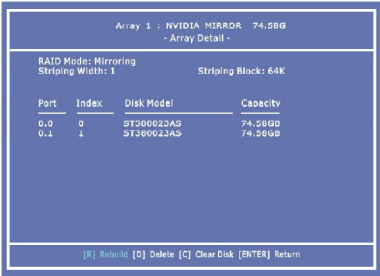 Array 1 : NVIDIA MIRROR 74.58G
- Array Detail -
RAID Mode: Mirroring
Striping Width: 1 Striping Block: 64K
Port Index Disk Model Capacity
0.0 0 ST380023AS 74.58GB
0.1 1 ST380023AS 74.58GB
[R] Rebuild [D] Delete [C] Clear Disk [ENTER] Return